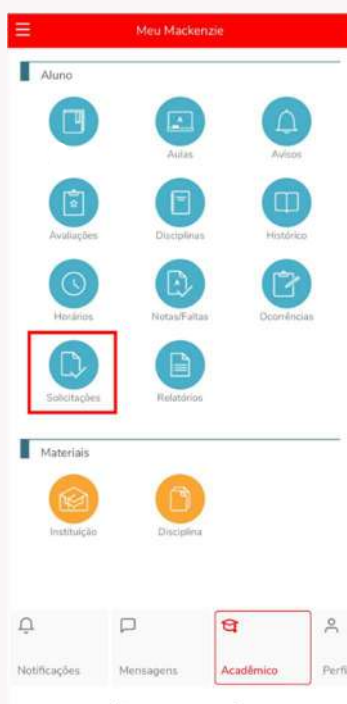 Meu Mackenzie
Aluno
Aulas
Avisos
Avaliações
Disciplinas
Histórico
Horários
Notas/Faltas
Ocorrências
Solicitações
Relatórios
Materiais
Instituição
Disciplina
Notificações
Mensagens
Acadêmico
Perfi